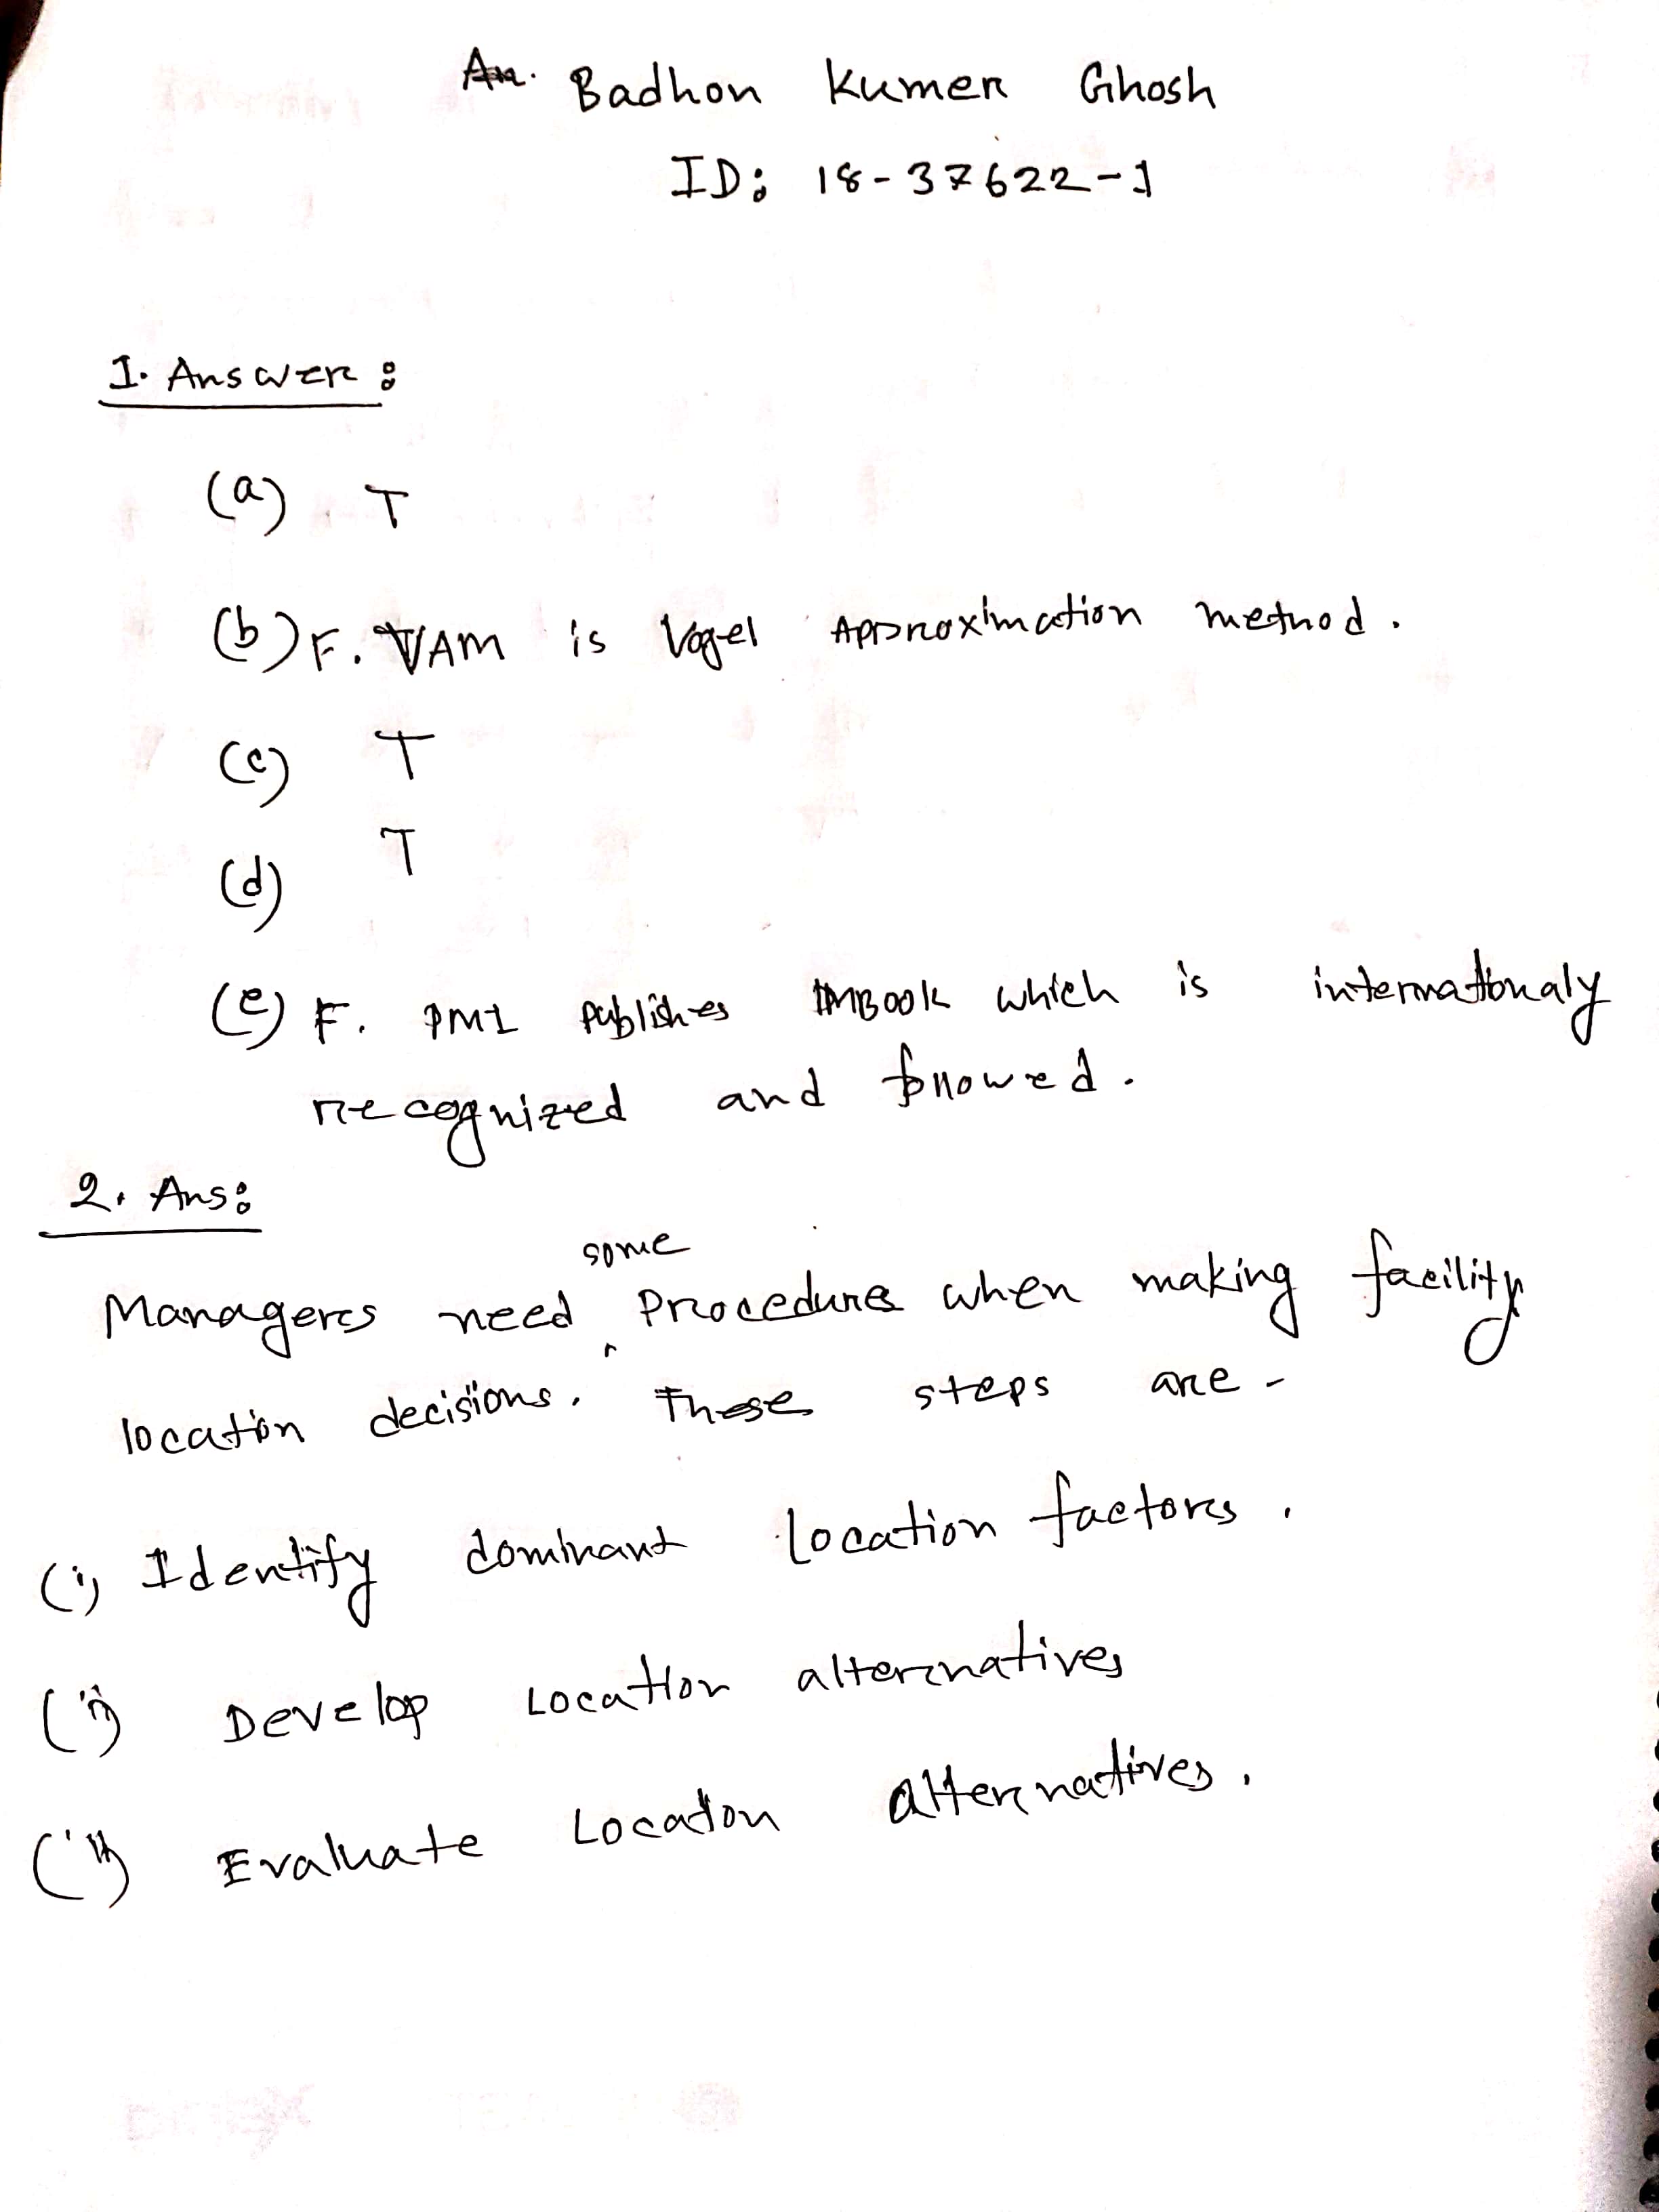 Badhon Kumer Ghosh
ID: 18-37622-1
1. Answer:
(a) T
(b) F. VAM is Vogel Approximation method.
(c) T
(d) T
(e) F. PMI publishes which is internationaly
recognized and followed.
2. Ans:
Managers need some Procedures when making facility
location decisions. These steps are -
(i) Identify dominant Location factors.
(ii) Develop Location alternatives
(iii) Evaluate Location alternatives.